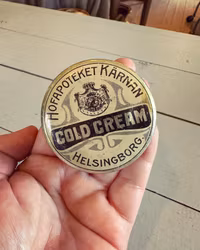 HOFAPOTEKET KÄRNAN
COLD CREAM
HELSINGBORG.